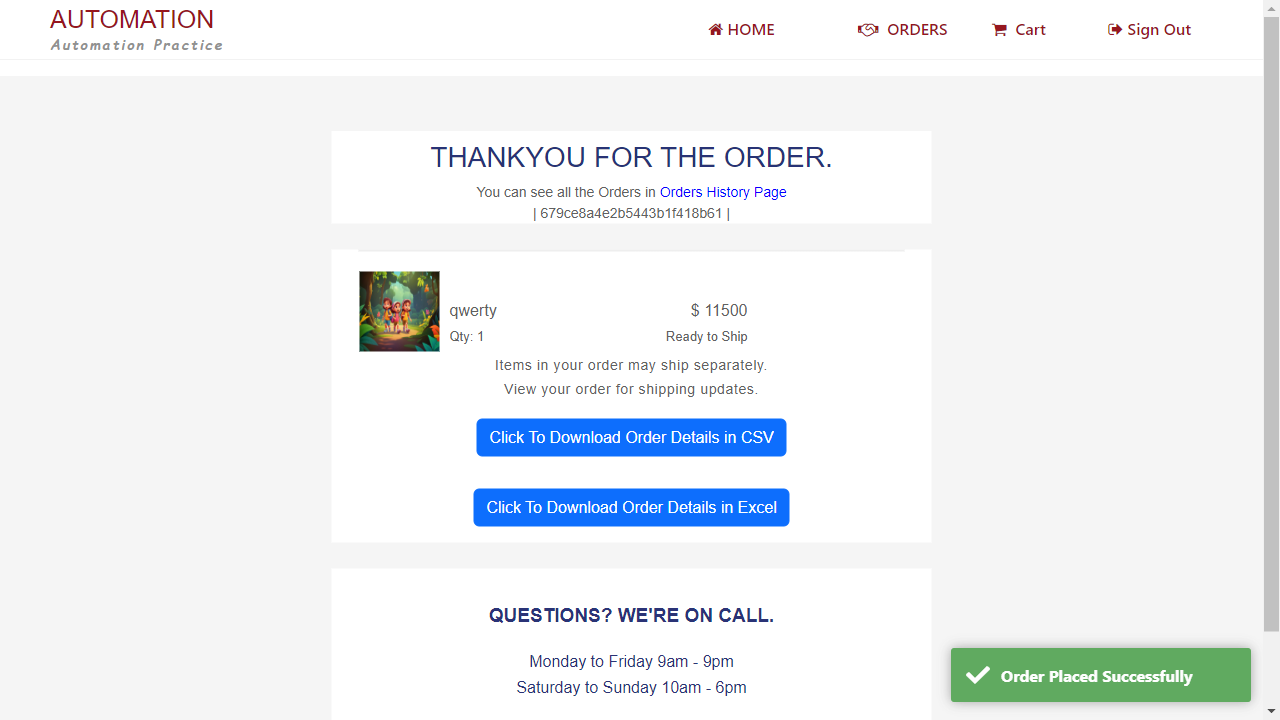 AUTOMATION
Automation Practice
HOME
ORDERS
Cart
Sign Out
THANKYOU FOR THE ORDER.
You can see all the Orders in Orders History Page
| 679ce8a4e2b5443b1f418b61 |
qwerty
$ 11500
Qty: 1
Ready to Ship
Items in your order may ship separately.
View your order for shipping updates.
Click To Download Order Details in CSV
Click To Download Order Details in Excel
QUESTIONS? WE'RE ON CALL.
Monday to Friday 9am - 9pm
Saturday to Sunday 10am - 6pm
Order Placed Successfully